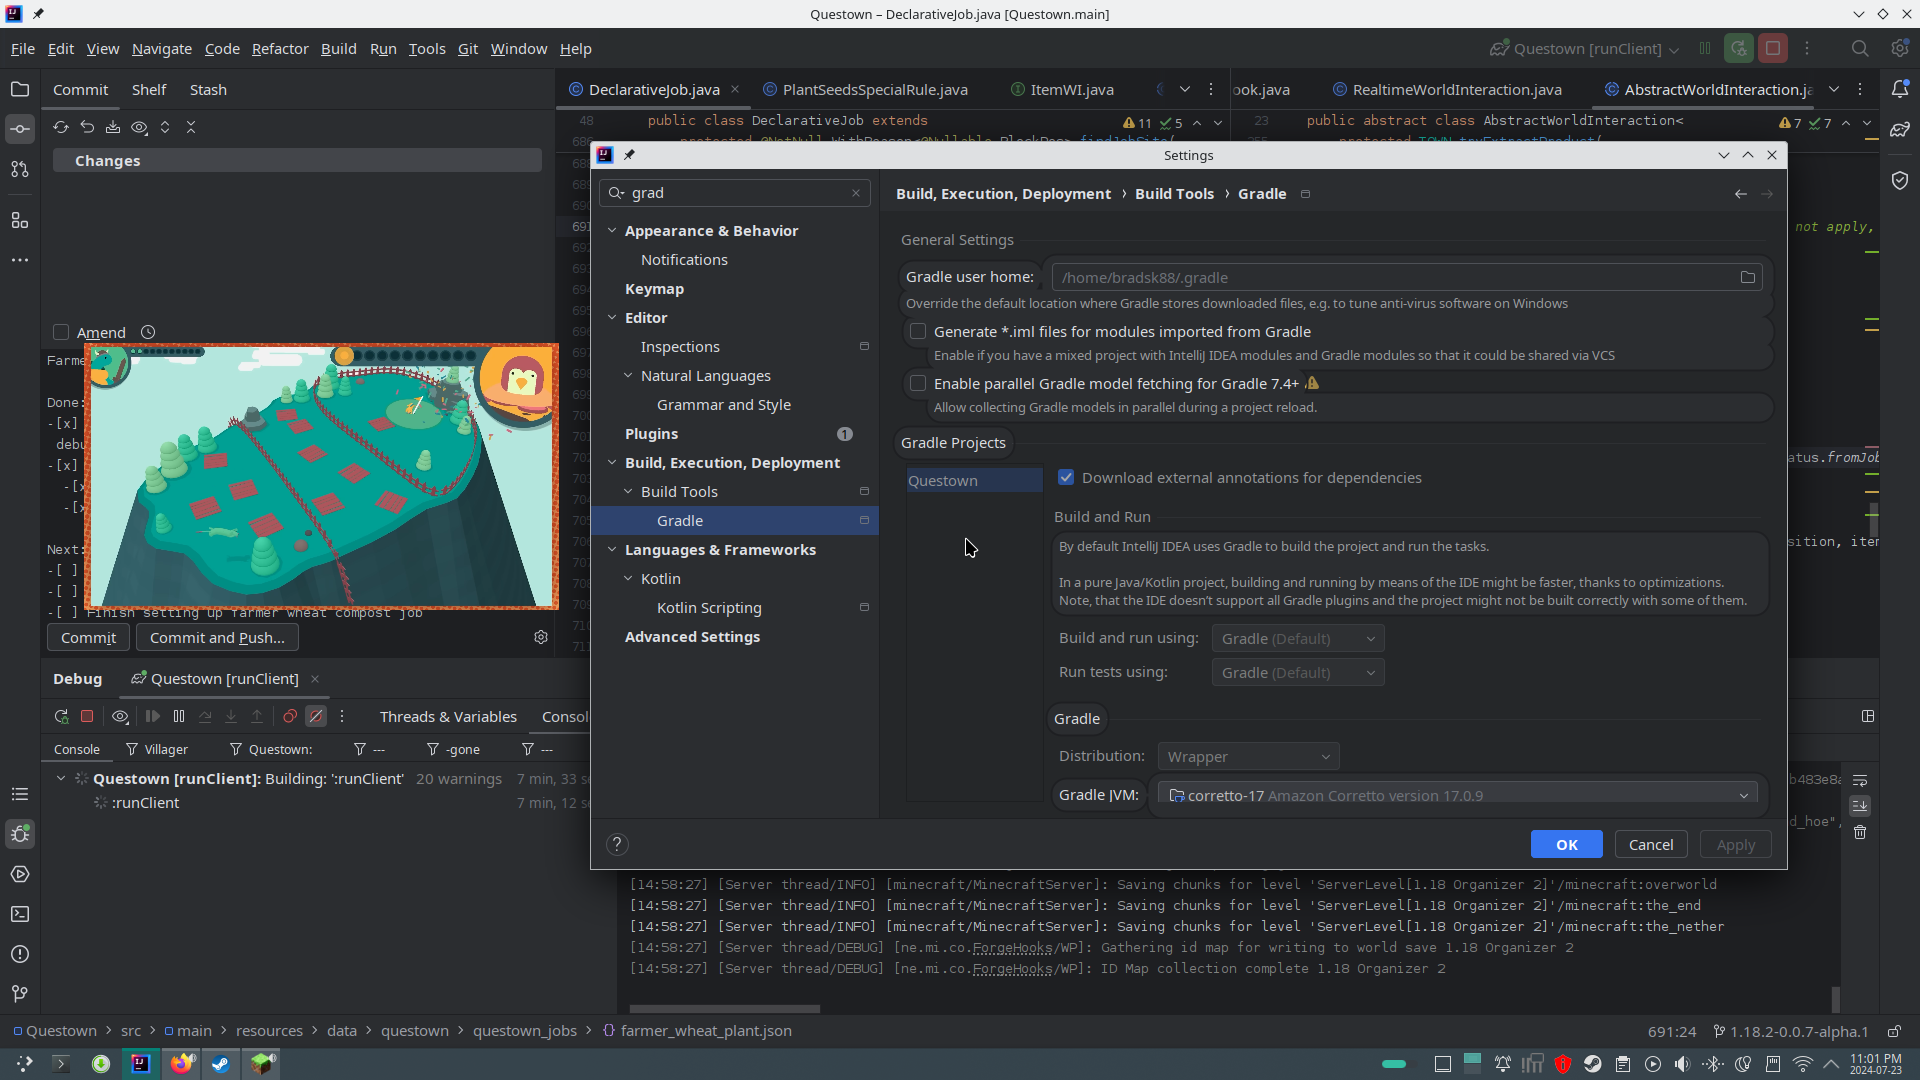 Questown – DeclarativeJob.java [Questown.main]
File Edit View Navigate Code Refactor Build Run Tools Git Window Help
Questown [runClient]
Commit Shelf Stash
DeclarativeJob.java PlantSeedsSpecialRule.java ItemWI.java
ook.java RealtimeWorldInteraction.java AbstractWorldInteraction.ja
48 public class DeclarativeJob extends 11 5
23 public abstract class AbstractWorldInteraction< 7 7
Changes
Settings
grad
Appearance & Behavior
Notifications
Keymap
Editor
Inspections
Natural Languages
Grammar and Style
Plugins 1
Build, Execution, Deployment
Build Tools
Gradle
Languages & Frameworks
Kotlin
Kotlin Scripting
Advanced Settings
Build, Execution, Deployment › Build Tools › Gradle
General Settings
Gradle user home: /home/bradsk88/.gradle
Override the default location where Gradle stores downloaded files, e.g. to tune anti-virus software on Windows
Generate *.iml files for modules imported from Gradle
Enable if you have a mixed project with IntelliJ IDEA modules and Gradle modules so that it could be shared via VCS
Enable parallel Gradle model fetching for Gradle 7.4+
Allow collecting Gradle models in parallel during a project reload.
Gradle Projects
Questown
Download external annotations for dependencies
Build and Run
By default IntelliJ IDEA uses Gradle to build the project and run the tasks.
In a pure Java/Kotlin project, building and running by means of the IDE might be faster, thanks to optimizations.
Note, that the IDE doesn't support all Gradle plugins and the project might not be built correctly with some of them.
Build and run using: Gradle (Default)
Run tests using: Gradle (Default)
Gradle
Distribution: Wrapper
Gradle JVM: corretto-17 Amazon Corretto version 17.0.9
OK Cancel Apply
not apply,
atus.fromJob
sition, iter
Amend
Farme
Done:
-[x]
debu
-[x]
-[x
-[x
Next:
-[ ]
-[ ]
-[ ] Finish setting up farmer wheat compost job
Commit Commit and Push...
Debug Questown [runClient]
Threads & Variables Consol
Console Villager Questown: --- -gone ---
Questown [runClient]: Building: ':runClient' 20 warnings 7 min, 33 s
:runClient 7 min, 12 s
b483e8a
d_hoe",
[14:58:27] [Server thread/INFO] [minecraft/MinecraftServer]: Saving chunks for level 'ServerLevel[1.18 Organizer 2]'/minecraft:overworld
[14:58:27] [Server thread/INFO] [minecraft/MinecraftServer]: Saving chunks for level 'ServerLevel[1.18 Organizer 2]'/minecraft:the_end
[14:58:27] [Server thread/INFO] [minecraft/MinecraftServer]: Saving chunks for level 'ServerLevel[1.18 Organizer 2]'/minecraft:the_nether
[14:58:27] [Server thread/DEBUG] [ne.mi.co.ForgeHooks/WP]: Gathering id map for writing to world save 1.18 Organizer 2
[14:58:27] [Server thread/DEBUG] [ne.mi.co.ForgeHooks/WP]: ID Map collection complete 1.18 Organizer 2
Questown › src › main › resources › data › questown › questown_jobs › farmer_wheat_plant.json
691:24 1.18.2-0.0.7-alpha.1
11:01 PM
2024-07-23